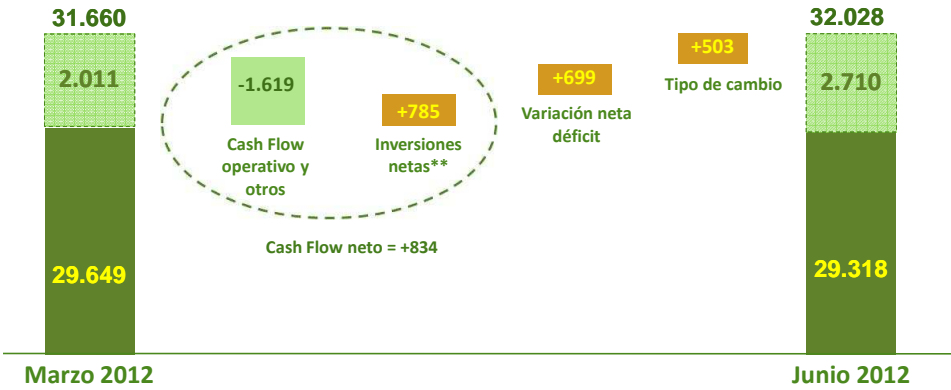 31.660
2.011
29.649
Marzo 2012
-1.619
Cash Flow
operativo y
otros
+785
Inversiones
netas**
Cash Flow neto = +834
+699
Variación neta
déficit
+503
Tipo de cambio
32.028
2.710
29.318
Junio 2012